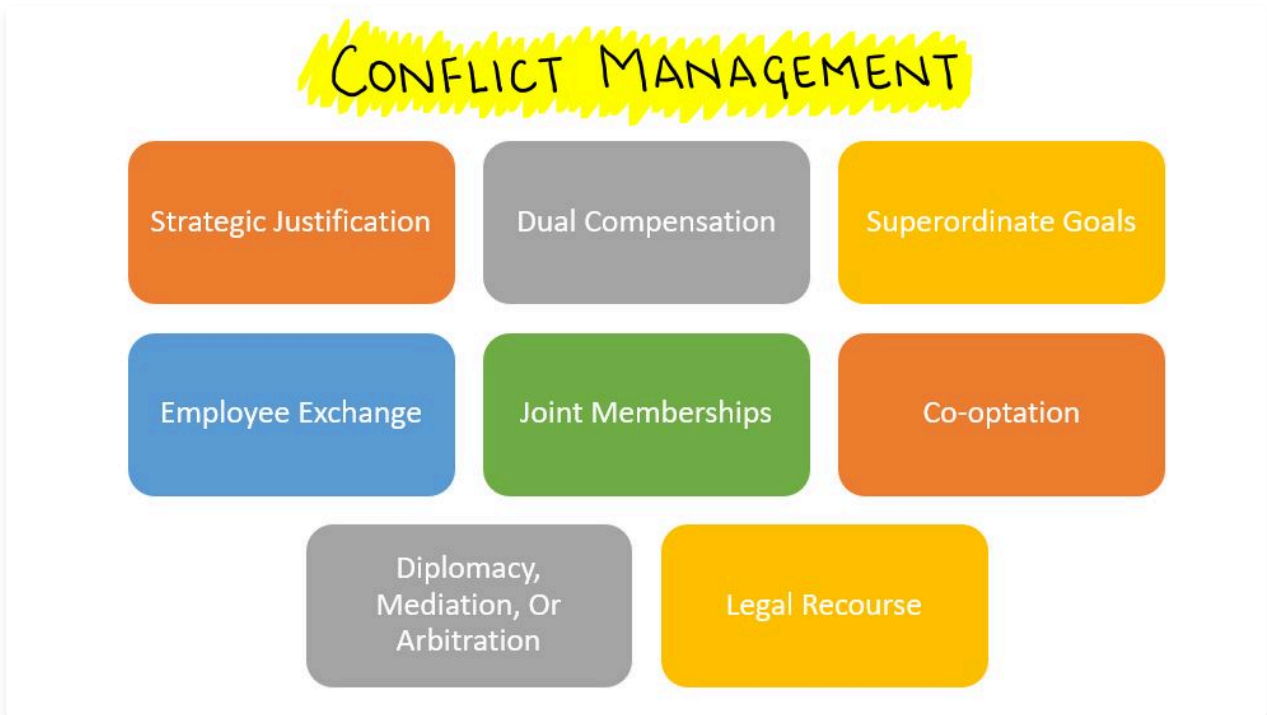 CONFLICT MANAGEMENT
Strategic Justification
Dual Compensation
Superordinate Goals
Employee Exchange
Joint Memberships
Co-optation
Diplomacy,
Mediation, Or
Arbitration
Legal Recourse